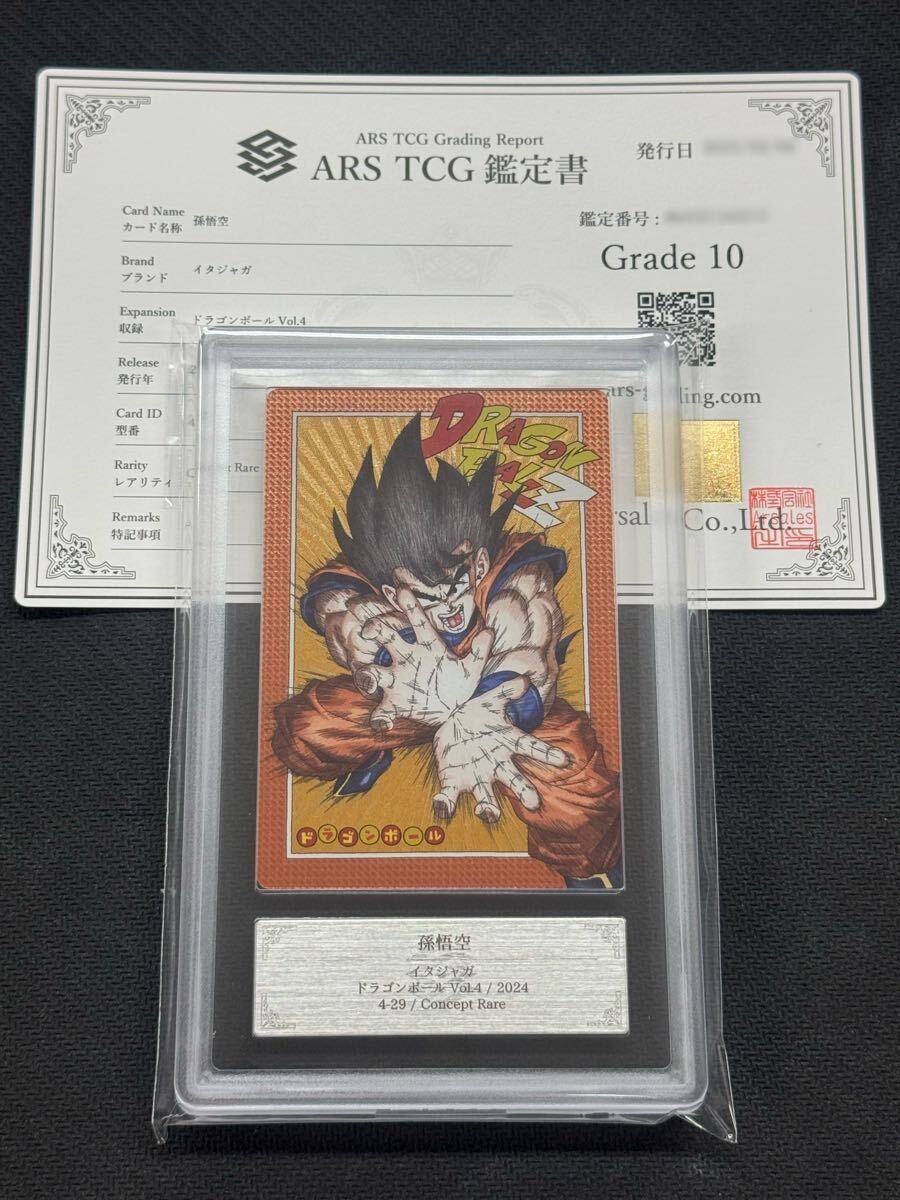 ARS TCG Grading Report
ARS TCG 鑑定書
発行日
鑑定番号 :
Grade 10
Card Name
カード名称 孫悟空
Brand
ブランド イタジャガ
Expansion
収録 ドラゴンボール Vol.4
Release
発行年
Card ID
型番
Rarity
レアリティ Rare
Remarks
特記事項
Co.,Ltd.
DRAGON
BALL Z
ドラゴンボール
孫悟空
イタジャガ
ドラゴンボール Vol.4 / 2024
4-29 / Concept Rare